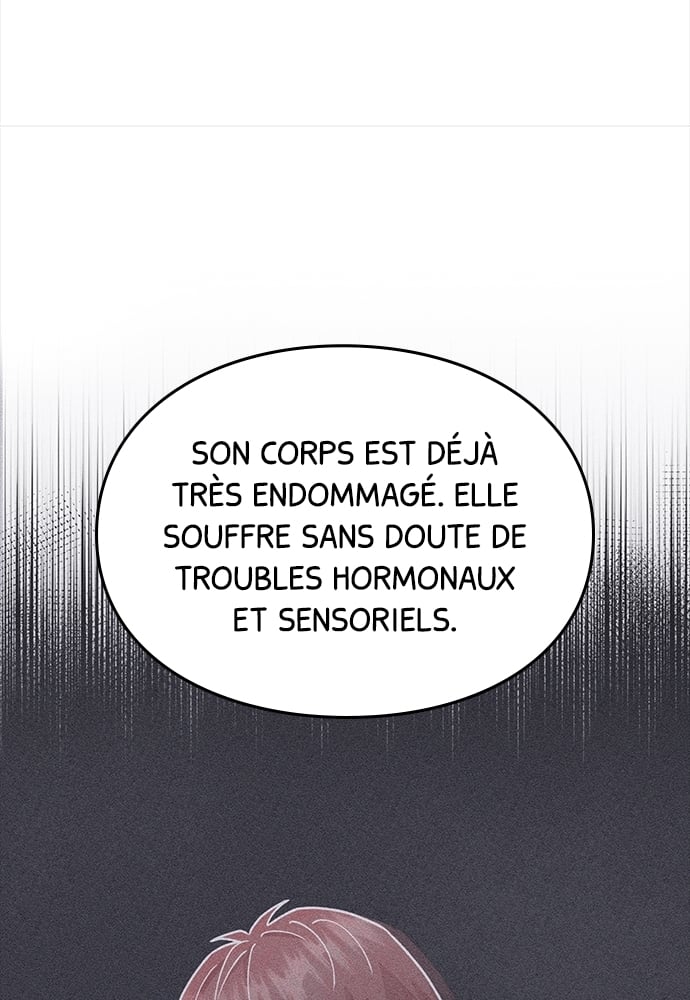 SON CORPS EST DÉJÀ
TRÈS ENDOMMAGÉ. ELLE
SOUFFRE SANS DOUTE DE
TROUBLES HORMONAUX
ET SENSORIELS.